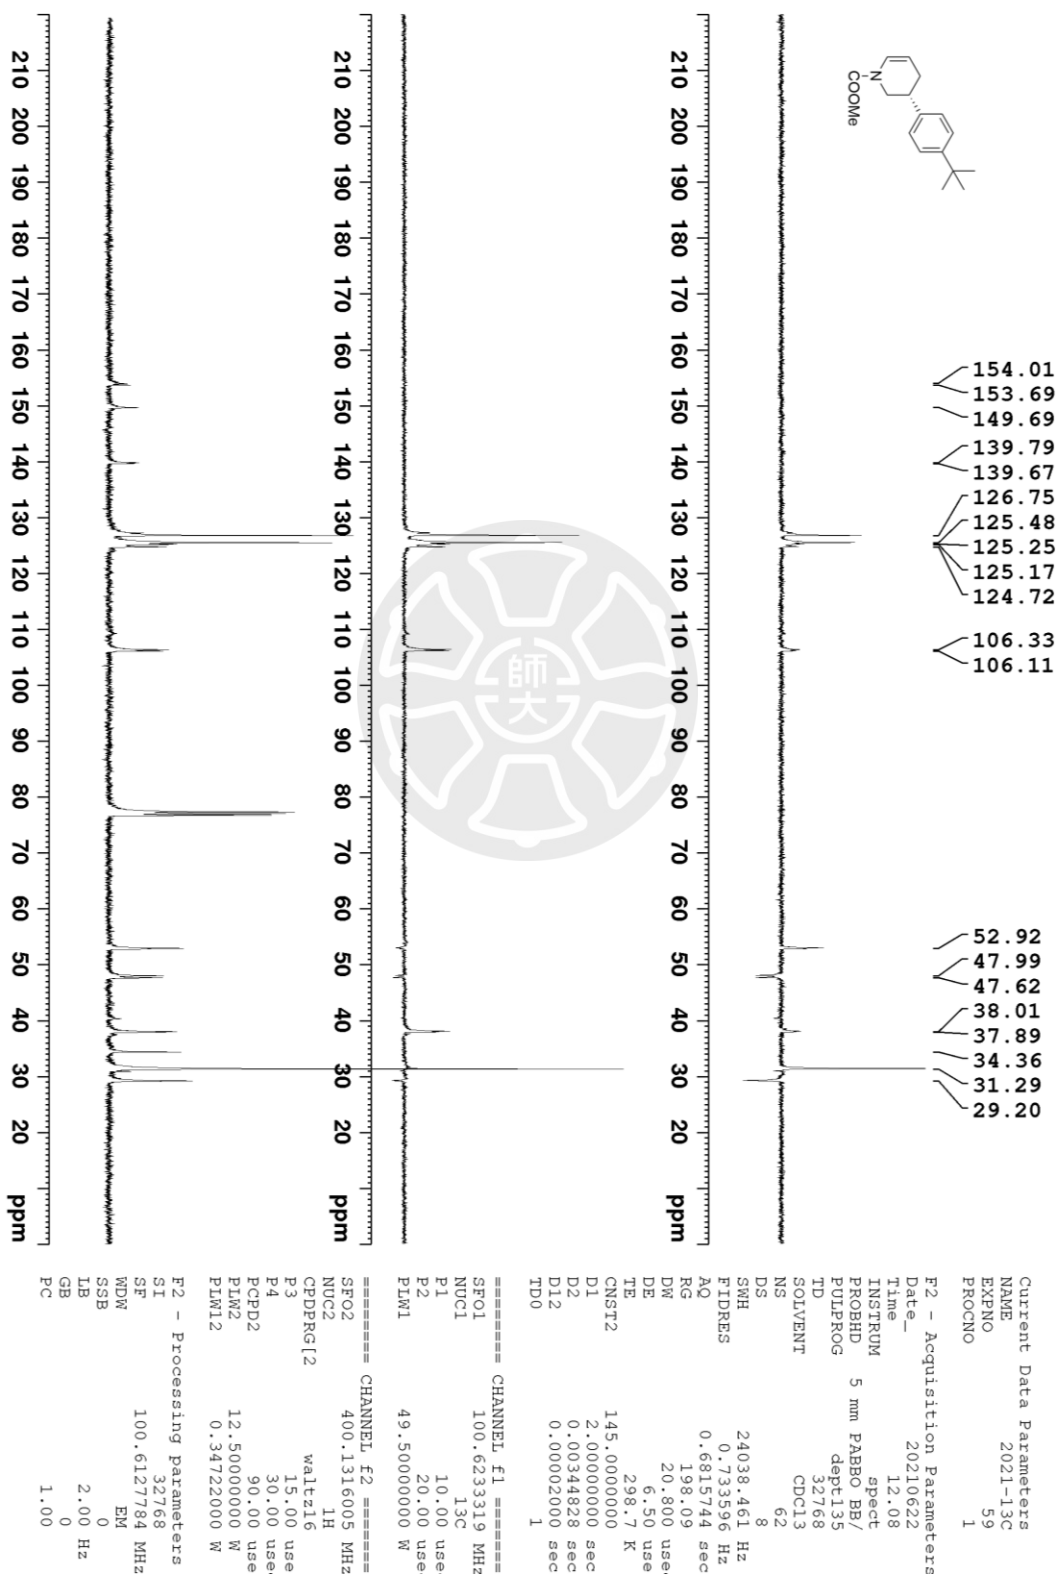 N
COOMe
154.01
153.69
149.69
139.79
139.67
126.75
125.48
125.25
125.17
124.72
106.33
106.11
52.92
47.99
47.62
38.01
37.89
34.36
31.29
29.20
210 200 190 180 170 160 150 140 130 120 110 100 90 80 70 60 50 40 30 20 ppm
210 200 190 180 170 160 150 140 130 120 110 100 90 80 70 60 50 40 30 20 ppm
210 200 190 180 170 160 150 140 130 120 110 100 90 80 70 60 50 40 30 20 ppm
師大
Current Data Parameters
NAME 2021-13C
EXPNO 59
PROCNO 1
F2 - Acquisition Parameters
Date_ 20210622
Time 12.08
INSTRUM spect
PROBHD 5 mm PABBO BB/
PULPROG dept135
TD 32768
SOLVENT CDCl3
NS 62
DS 8
SWH 24038.461 Hz
FIDRES 0.733596 Hz
AQ 0.6815744 sec
RG 198.09
DW 20.800 usec
DE 6.50 use
TE 298.7 K
CNST2 145.0000000
D1 2.00000000 sec
D2 0.00344828 sec
D12 0.00002000 sec
TD0 1
======== CHANNEL f1 ========
SFO1 100.6233319 MHz
NUC1 13C
P1 10.00 use
P2 20.00 use
PLW1 49.50000000 W
======== CHANNEL f2 ========
SFO2 400.1316005 MHz
NUC2 1H
CPDPRG[2 waltz16
P3 15.00 use
P4 30.00 use
PCPD2 90.00 use
PLW2 12.50000000 W
PLW12 0.34722000 W
F2 - Processing parameters
SI 32768
SF 100.6127784 MHz
WDW EM
SSB 0
LB 2.00 Hz
GB 0
PC 1.00